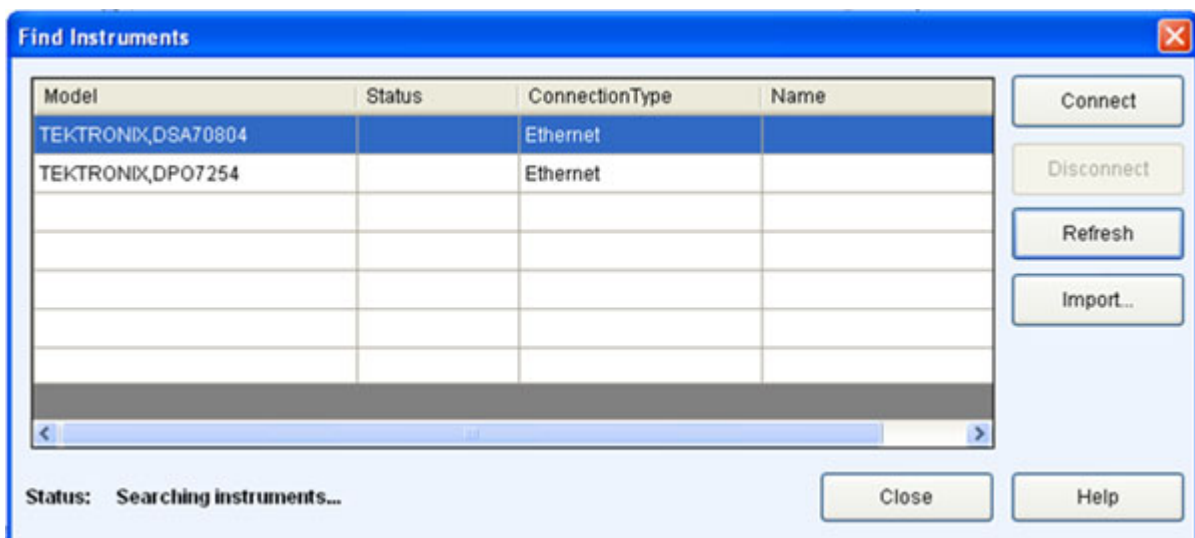 Find Instruments
Model Status ConnectionType Name
TEKTRONIX,DSA70804 Ethernet
TEKTRONIX,DPO7254 Ethernet
Connect
Disconnect
Refresh
Import...
Status: Searching instruments...
Close
Help